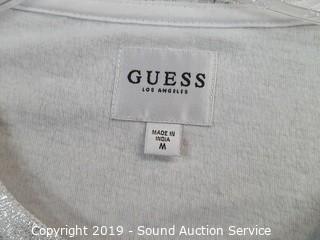 GUESS
LOS ANGELES
MADE IN
INDIA
M
Copyright 2019 - Sound Auction Service